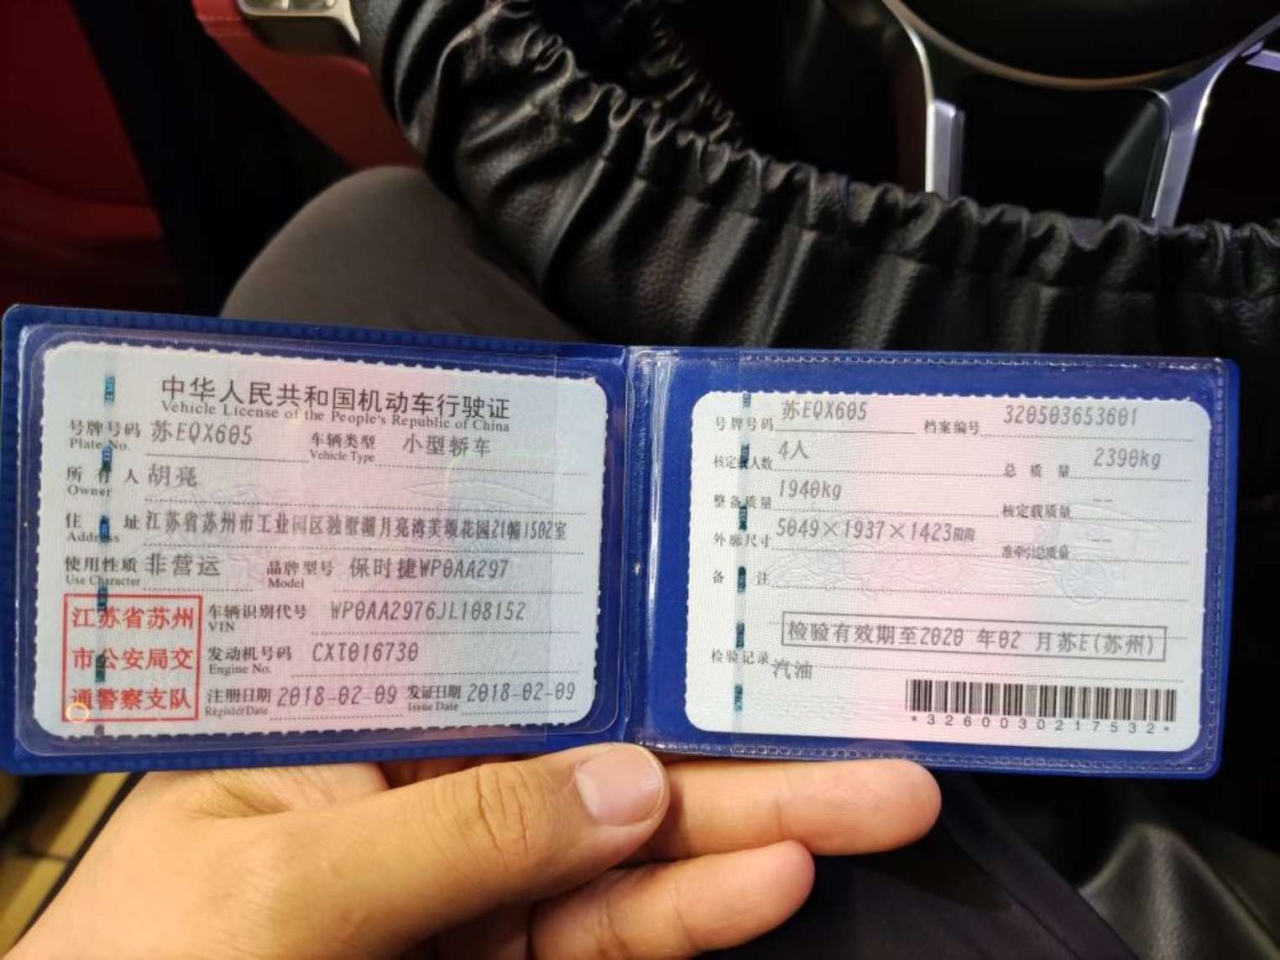 中华人民共和国机动车行驶证
Vehicle License of the People's Republic of China
号牌号码 苏EQX605 车辆类型 小型轿车
Plate No. Vehicle Type
所有人 胡亮
Owner
住址 江苏省苏州市工业园区独墅湖月亮湾芙颂花园21幢1502室
Address
使用性质 非营运 品牌型号 保时捷WP0AA297
Use Character Model
江苏省苏州
市公安局交
通警察支队
车辆识别代号 WP0AA2976JL108152
VIN
发动机号码 CXT016730
Engine No.
注册日期 2018-02-09 发证日期 2018-02-09
Register Date Issue Date
号牌号码 苏EQX605 档案编号 320503653601
核定载人数 4人 总质量 2390kg
整备质量 1940kg 核定载质量 --
外廓尺寸 5049×1937×1423mm 准牵引总质量 --
备注
检验有效期至2020年02月苏E(苏州)
检验记录 汽油
*3260030217532*